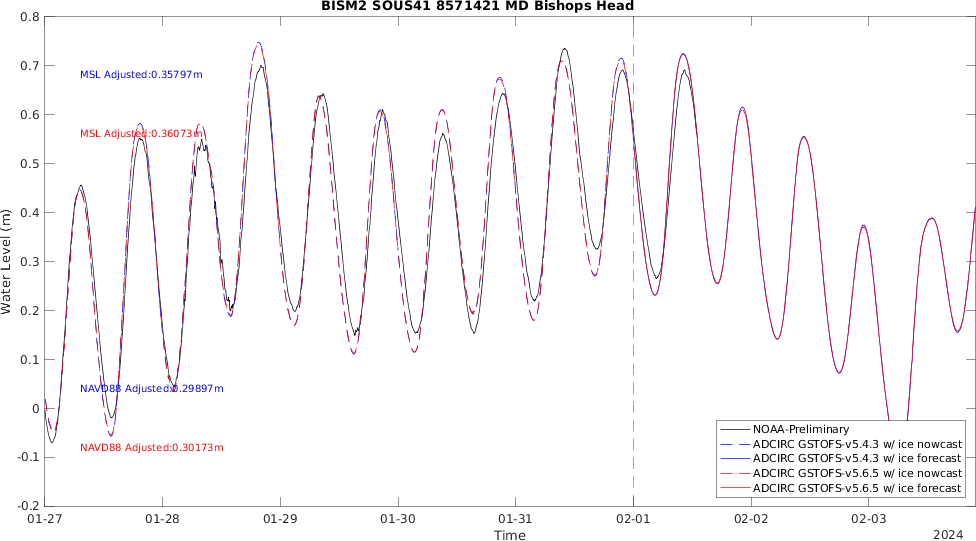 BISM2 SOUS41 8571421 MD Bishops Head
0.8
0.7
0.6
0.5
0.4
0.3
0.2
0.1
0
-0.1
-0.2
Water Level (m)
MSL Adjusted:0.35797m
MSL Adjusted:0.36073m
NAVD88 Adjusted:0.29897m
NAVD88 Adjusted:0.30173m
NOAA-Preliminary
ADCIRC GSTOFS-v5.4.3 w/ ice nowcast
ADCIRC GSTOFS-v5.4.3 w/ ice forecast
ADCIRC GSTOFS-v5.6.5 w/ ice nowcast
ADCIRC GSTOFS-v5.6.5 w/ ice forecast
01-27 01-28 01-29 01-30 01-31 02-01 02-02 02-03
Time
2024